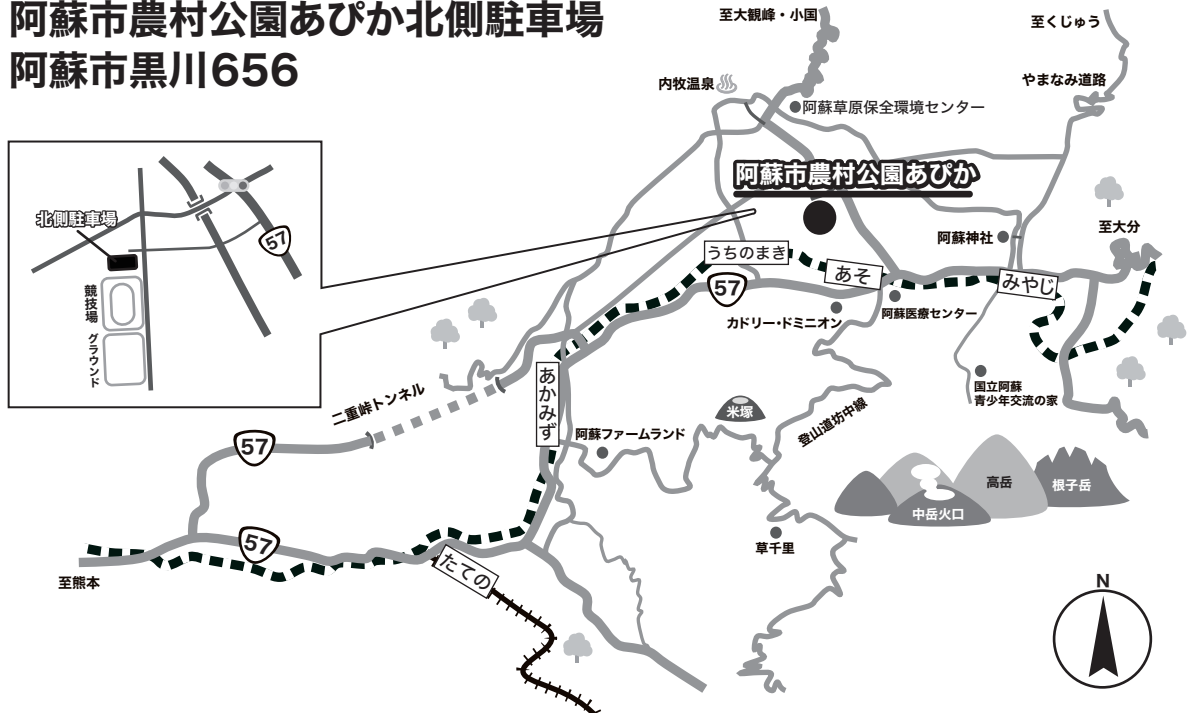 阿蘇市農村公園あぴか北側駐車場
阿蘇市黒川656
至大観峰・小国
至くじゅう
内牧温泉
やまなみ道路
阿蘇草原保全環境センター
阿蘇市農村公園あぴか
北側駐車場
57
競技場
グラウンド
阿蘇神社
至大分
うちのまき
あそ
みやじ
57
カドリー・ドミニオン
阿蘇医療センター
二重峠トンネル
あかみず
米塚
登山道坊中線
国立阿蘇
青少年交流の家
阿蘇ファームランド
57
高岳
根子岳
中岳火口
57
草千里
たての
至熊本
N